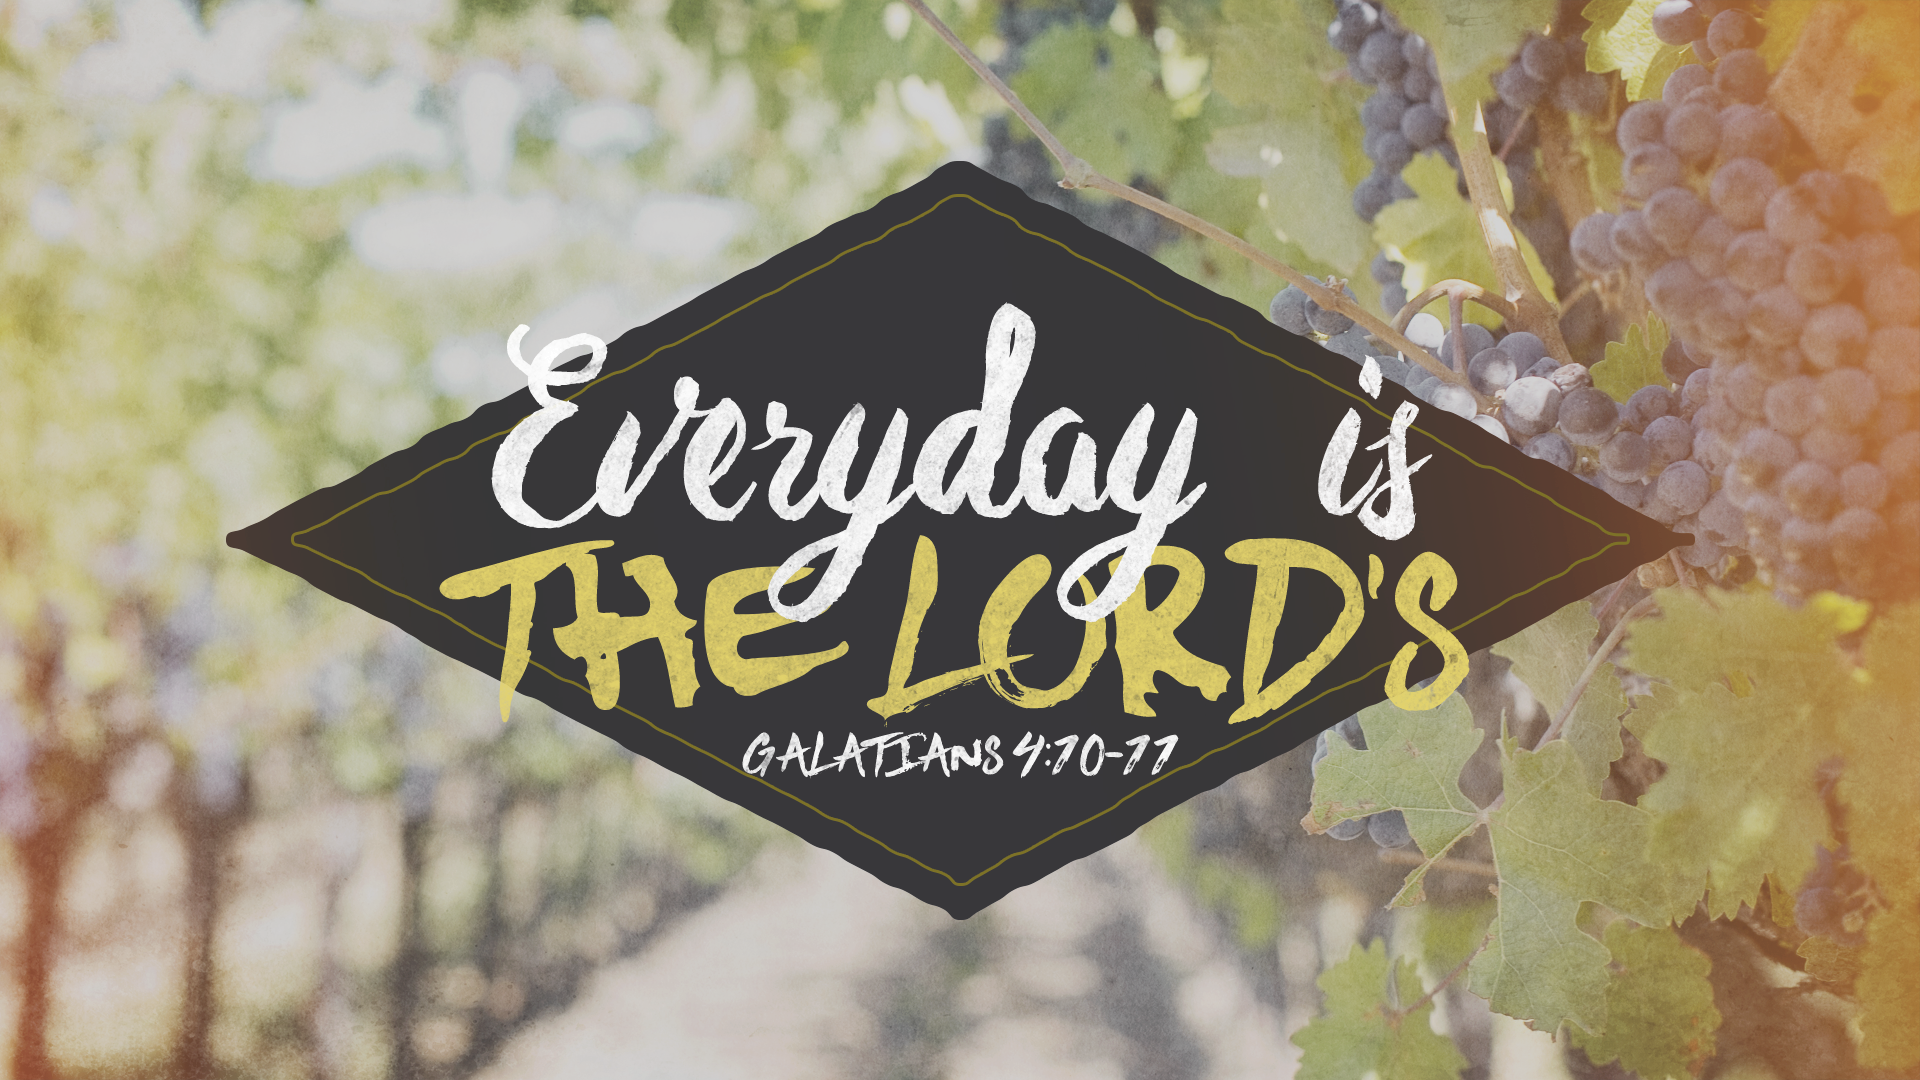 Everyday is
THE LORD'S
GALATIANS 4:10-11